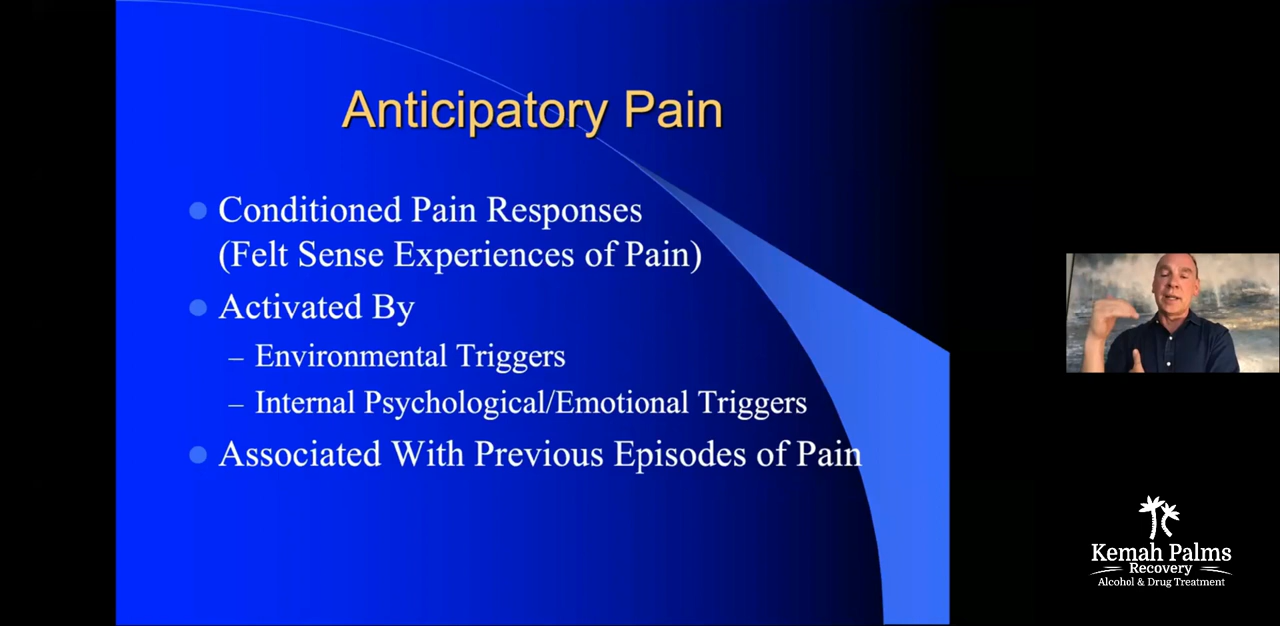 Anticipatory Pain
Conditioned Pain Responses
(Felt Sense Experiences of Pain)
Activated By
– Environmental Triggers
– Internal Psychological/Emotional Triggers
Associated With Previous Episodes of Pain
Kemah Palms
Recovery
Alcohol & Drug Treatment